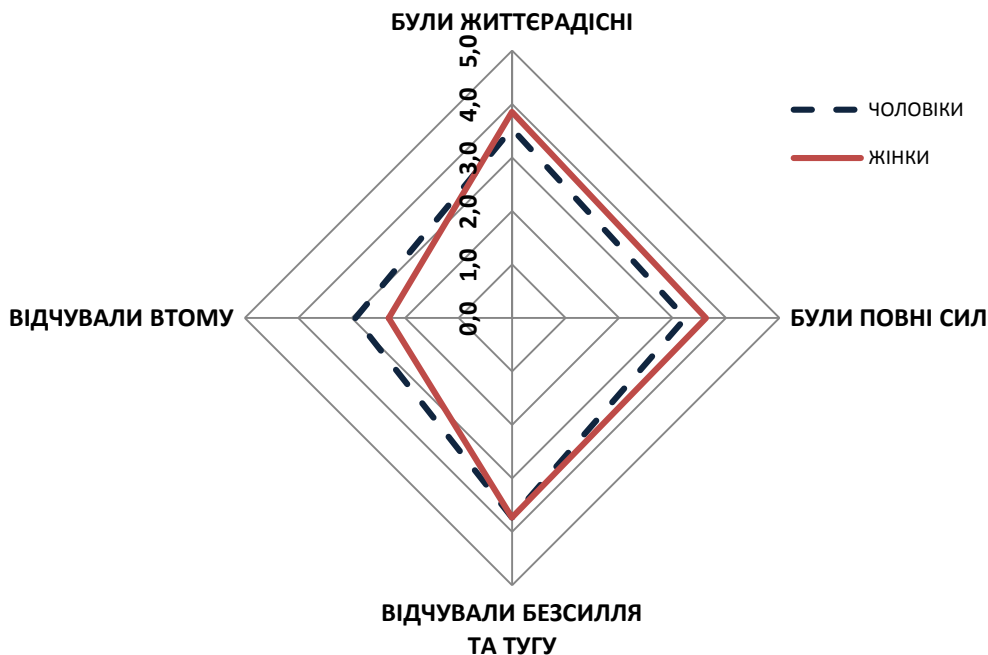 БУЛИ ЖИТТЄРАДІСНІ
5,0
4,0
3,0
2,0
1,0
0,0
ЧОЛОВІКИ
ЖІНКИ
ВІДЧУВАЛИ ВТОМУ
БУЛИ ПОВНІ СИЛ
ВІДЧУВАЛИ БЕЗСИЛЛЯ
ТА ТУГУ